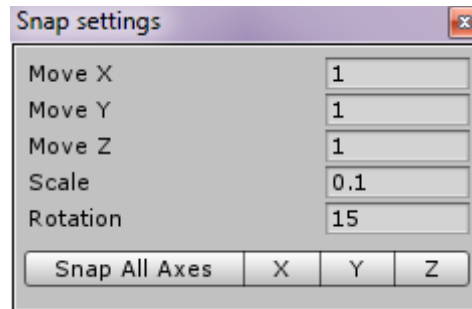 Snap settings
Move X 1
Move Y 1
Move Z 1
Scale 0.1
Rotation 15
Snap All Axes X Y Z